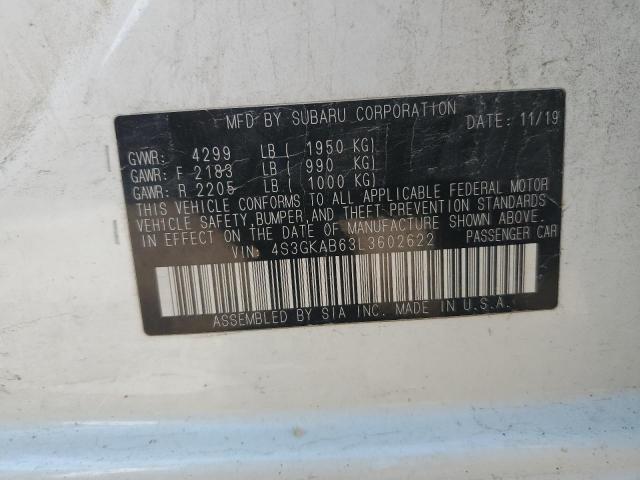 MFD BY SUBARU CORPORATION DATE: 11/19
GVWR: 4299 LB ( 1950 KG)
GAWR: F 2183 LB ( 990 KG)
GAWR: R 2205 LB ( 1000 KG)
THIS VEHICLE CONFORMS TO ALL APPLICABLE FEDERAL MOTOR
VEHICLE SAFETY, BUMPER, AND THEFT PREVENTION STANDARDS
IN EFFECT ON THE DATE OF MANUFACTURE SHOWN ABOVE.
VIN: 4S3GKAB63L3602622 PASSENGER CAR
ASSEMBLED BY SIA INC. MADE IN U.S.A.